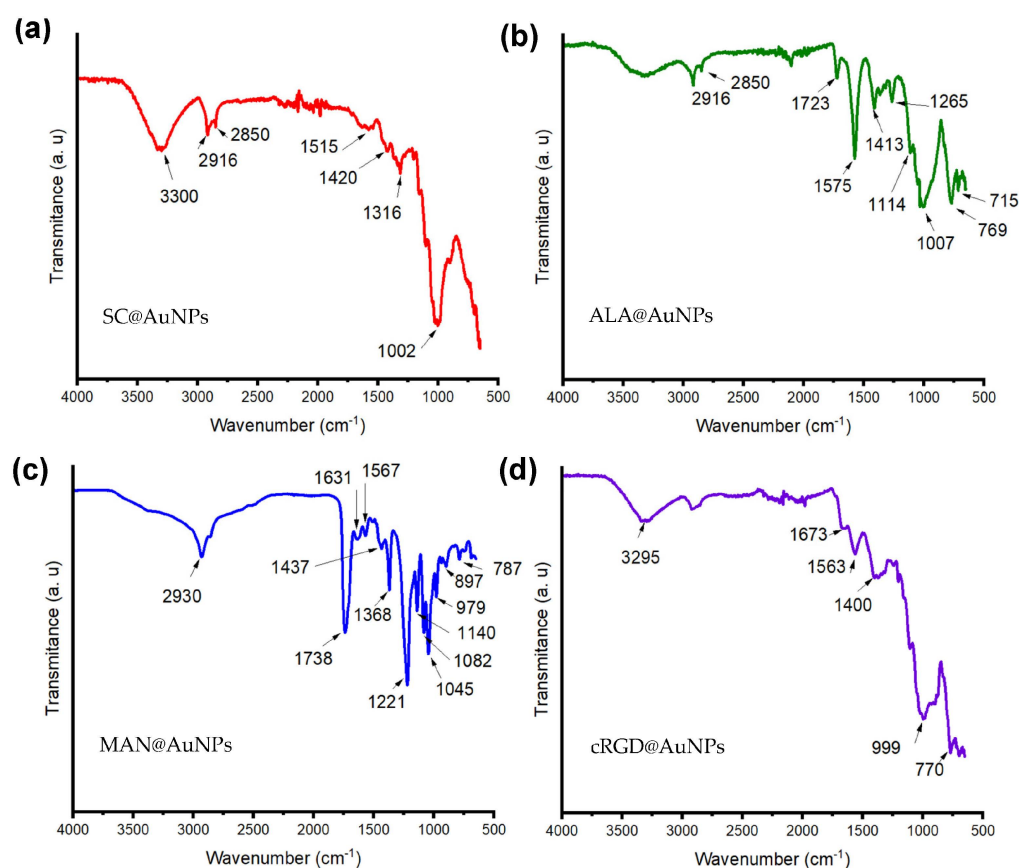 (a)
Transmitance (a. u)
3300
2916
2850
1515
1420
1316
1002
SC@AuNPs
4000 3500 3000 2500 2000 1500 1000 500
Wavenumber (cm⁻¹)
(b)
Transmitance (a. u)
2916
2850
1723
1575
1413
1265
1114
1007
769
715
ALA@AuNPs
4000 3500 3000 2500 2000 1500 1000 500
Wavenumber (cm⁻¹)
(c)
Transmitance (a. u)
2930
1738
1631
1567
1437
1368
1221
1140
1082
1045
979
897
787
MAN@AuNPs
4000 3500 3000 2500 2000 1500 1000 500
Wavenumber (cm⁻¹)
(d)
Transmitance (a. u)
3295
1673
1563
1400
999
770
cRGD@AuNPs
4000 3500 3000 2500 2000 1500 1000 500
Wavenumber (cm⁻¹)